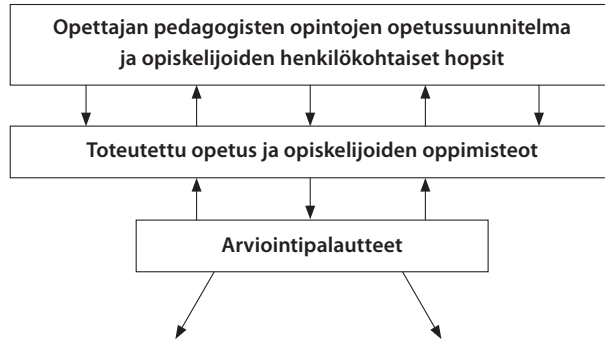 Opettajan pedagogisten opintojen opetussuunnitelma
ja opiskelijoiden henkilökohtaiset hopsit
Toteutettu opetus ja opiskelijoiden oppimisteot
Arviointipalautteet